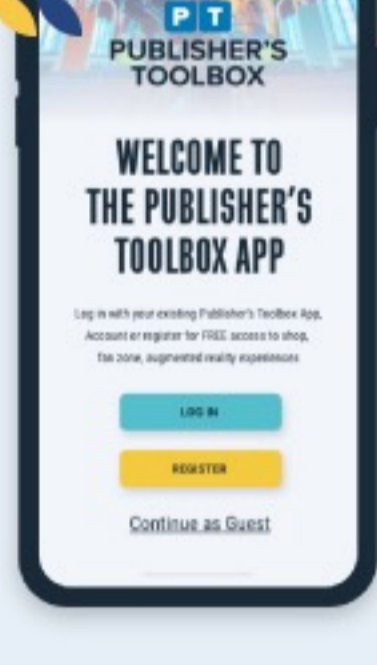 PT
PUBLISHER'S
TOOLBOX
WELCOME TO
THE PUBLISHER'S
TOOLBOX APP
Log in with your existing Publisher's Toolbox App,
Account or register for FREE access to shop,
fan zone, augmented reality experiences
LOG IN
REGISTER
Continue as Guest